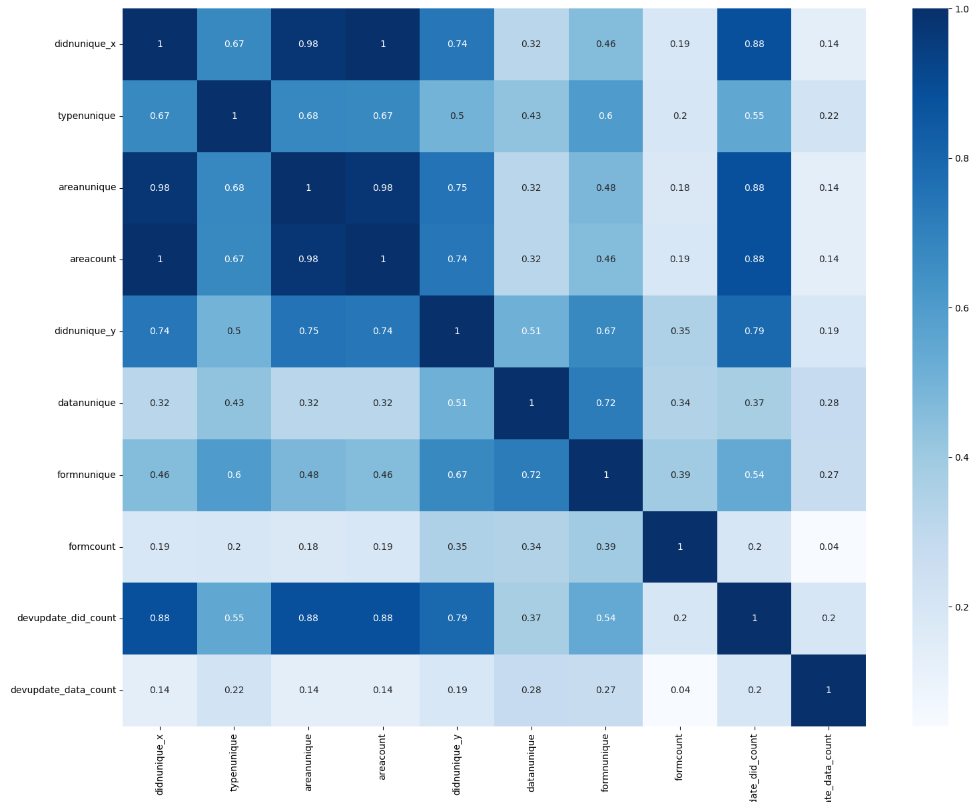 1.0
didnunique_x 1 0.67 0.98 1 0.74 0.32 0.46 0.19 0.88 0.14
typenunique 0.67 1 0.68 0.67 0.5 0.43 0.6 0.2 0.55 0.22
0.8
areanunique 0.98 0.68 1 0.98 0.75 0.32 0.48 0.18 0.88 0.14
areacount 1 0.67 0.98 1 0.74 0.32 0.46 0.19 0.88 0.14
0.6
didnunique_y 0.74 0.5 0.75 0.74 1 0.51 0.67 0.35 0.79 0.19
datanunique 0.32 0.43 0.32 0.32 0.51 1 0.72 0.34 0.37 0.28
0.4
formnunique 0.46 0.6 0.48 0.46 0.67 0.72 1 0.39 0.54 0.27
formcount 0.19 0.2 0.18 0.19 0.35 0.34 0.39 1 0.2 0.04
0.2
devupdate_did_count 0.88 0.55 0.88 0.88 0.79 0.37 0.54 0.2 1 0.2
devupdate_data_count 0.14 0.22 0.14 0.14 0.19 0.28 0.27 0.04 0.2 1
didnunique_x
typenunique
areanunique
areacount
didnunique_y
datanunique
formnunique
formcount
date_did_count
te_data_count